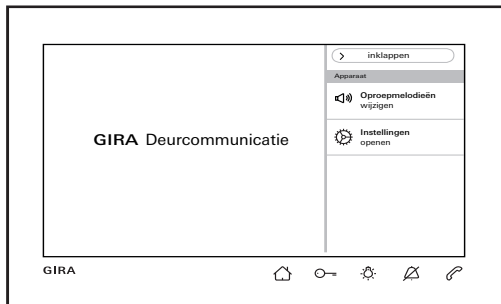 inklappen
Apparaat
Oproepmelodieën
wijzigen
GIRA Deurcommunicatie
Instellingen
openen
GIRA